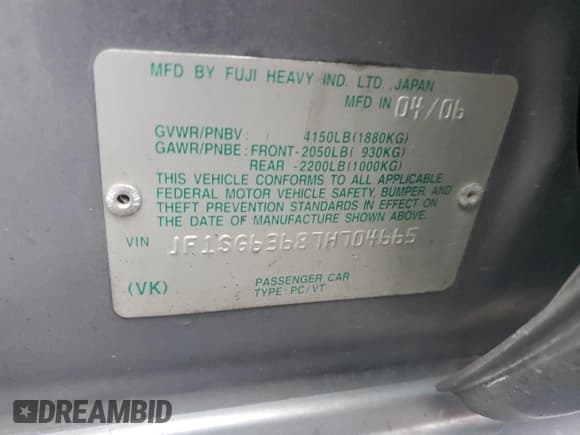 MFD BY FUJI HEAVY IND. LTD. JAPAN
MFD IN 04/06
GVWR/PNBV: 4150LB(1880KG)
GAWR/PNBE: FRONT-2050LB( 930KG)
REAR -2200LB(1000KG)
THIS VEHICLE CONFORMS TO ALL APPLICABLE
FEDERAL MOTOR VEHICLE SAFETY, BUMPER, AND
THEFT PREVENTION STANDARDS IN EFFECT ON
THE DATE OF MANUFACTURE SHOWN ABOVE.
VIN JF1SG63687H704665
(VK) PASSENGER CAR
TYPE: PC/VT
DREAMBID